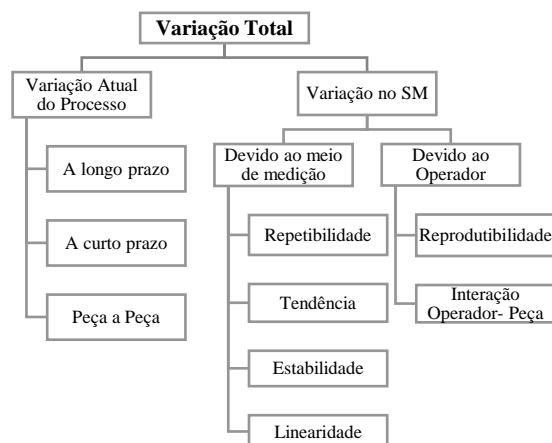 Variação Total
Variação Atual
do Processo
Variação no SM
A longo prazo
A curto prazo
Peça a Peça
Devido ao meio
de medição
Devido ao
Operador
Repetibilidade
Tendência
Estabilidade
Linearidade
Reprodutibilidade
Interação
Operador- Peça